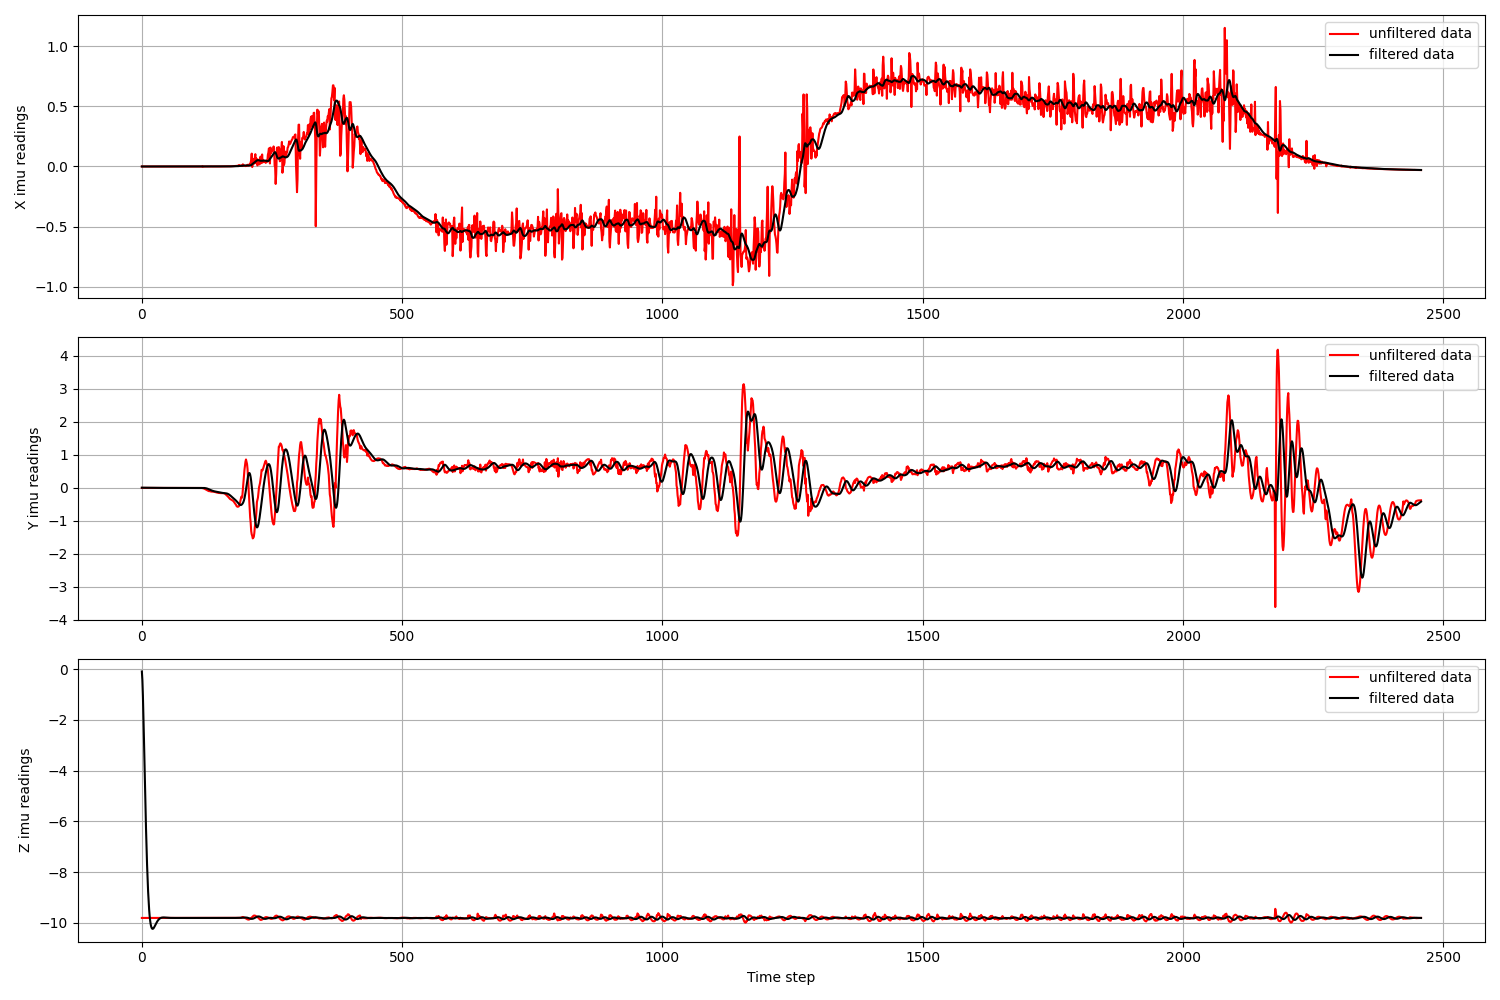 X imu readings
1.0
0.5
0.0
−0.5
−1.0
unfiltered data
filtered data
0 500 1000 1500 2000 2500
Y imu readings
4
3
2
1
0
−1
−2
−3
−4
unfiltered data
filtered data
0 500 1000 1500 2000 2500
Z imu readings
0
−2
−4
−6
−8
−10
unfiltered data
filtered data
0 500 1000 1500 2000 2500
Time step